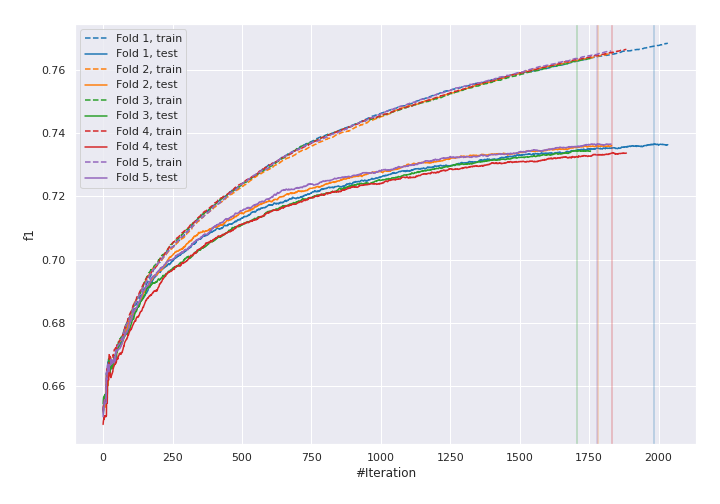 Fold 1, train
Fold 1, test
Fold 2, train
Fold 2, test
Fold 3, train
Fold 3, test
Fold 4, train
Fold 4, test
Fold 5, train
Fold 5, test
0.76
0.74
0.72
0.70
0.68
0.66
f1
0 250 500 750 1000 1250 1500 1750 2000
#Iteration